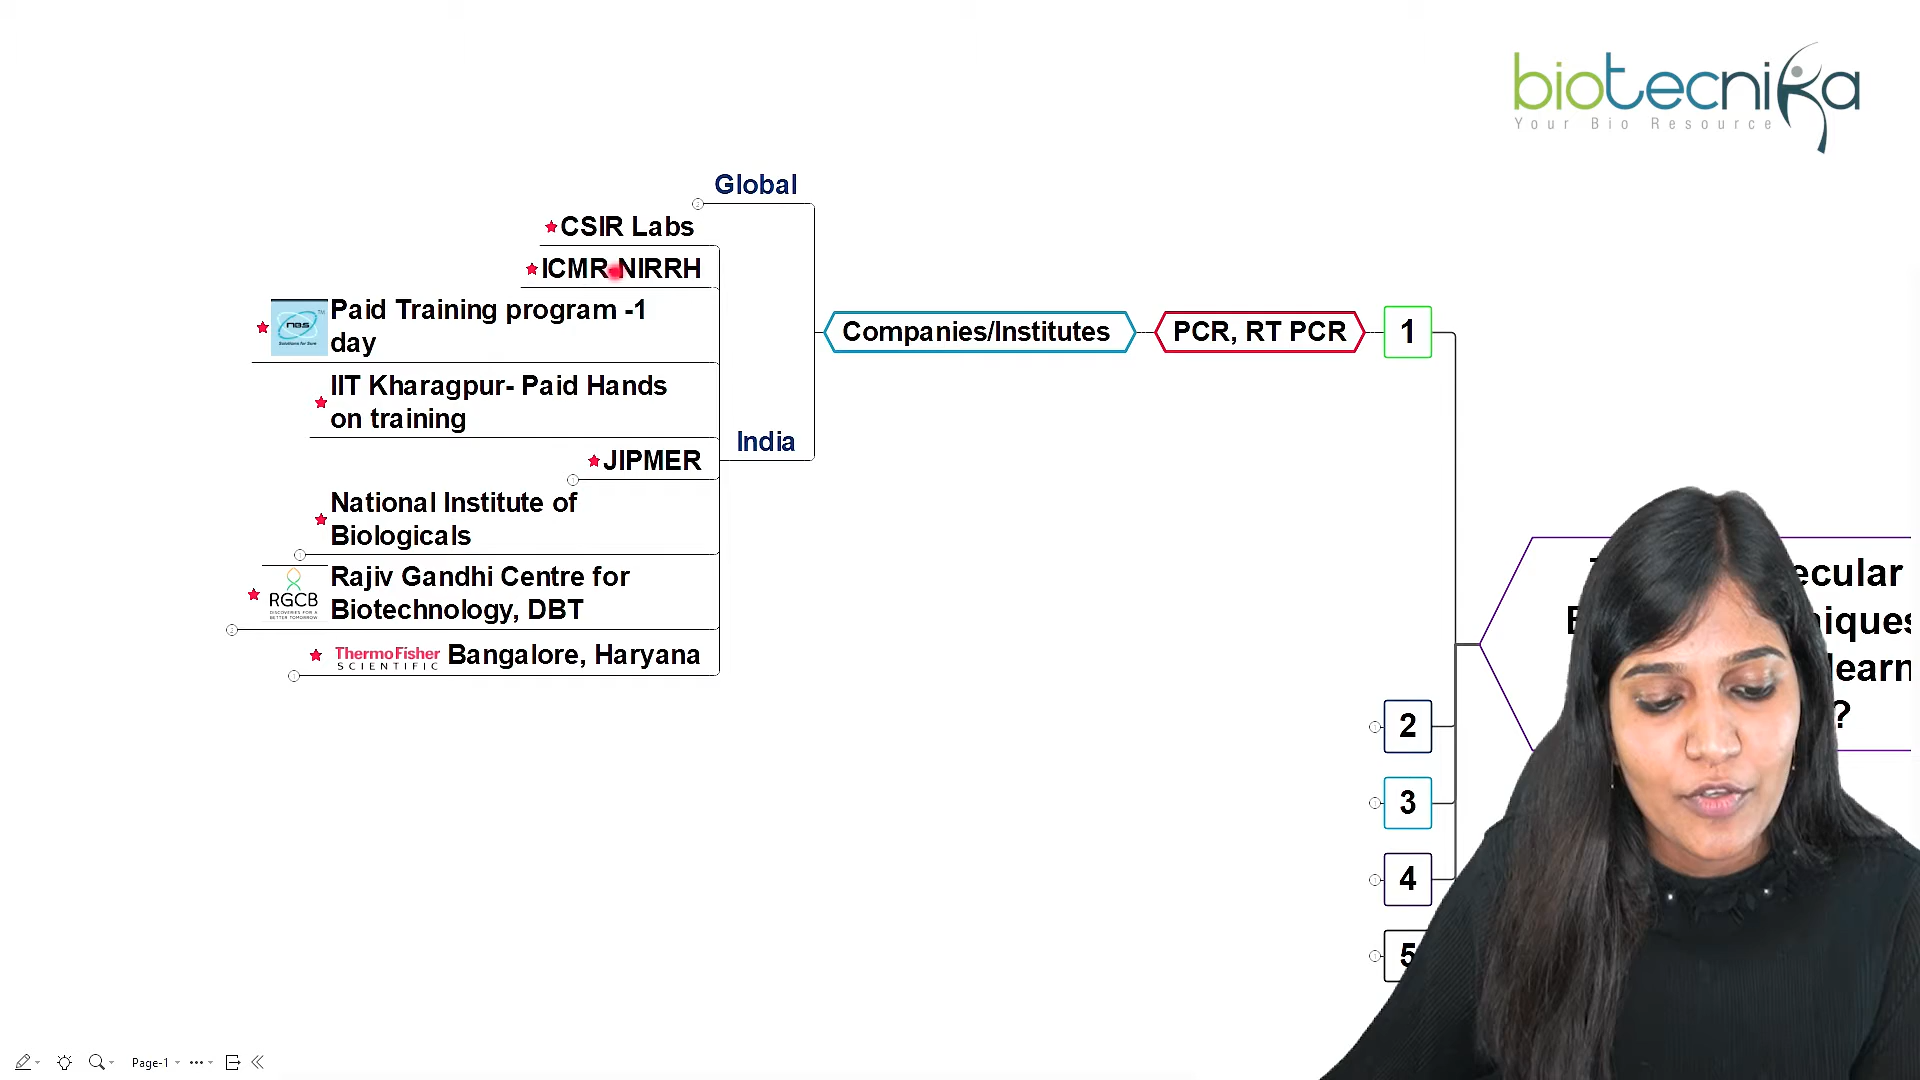 biotecnika
Your Bio Resource
Global
CSIR Labs
ICMR NIRRH
NBS
Paid Training program -1
day
Companies/Institutes
PCR, RT PCR
1
IIT Kharagpur- Paid Hands
on training
India
JIPMER
National Institute of
Biologicals
RGCB
Rajiv Gandhi Centre for
Biotechnology, DBT
ThermoFisher
SCIENTIFIC
Bangalore, Haryana
learn
?
2
3
4
5
Page-1